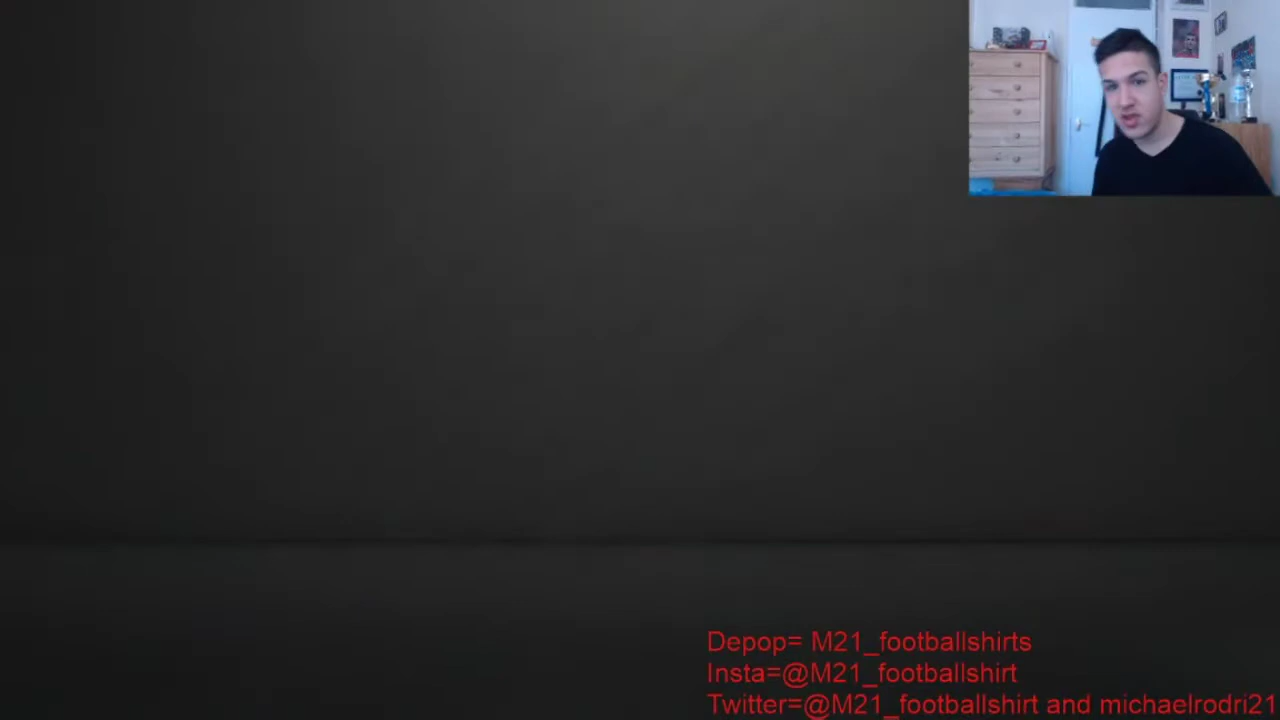 Depop= M21_footballshirts
Insta=@M21_footballshirt
Twitter=@M21_footballshirt and michaelrodri21